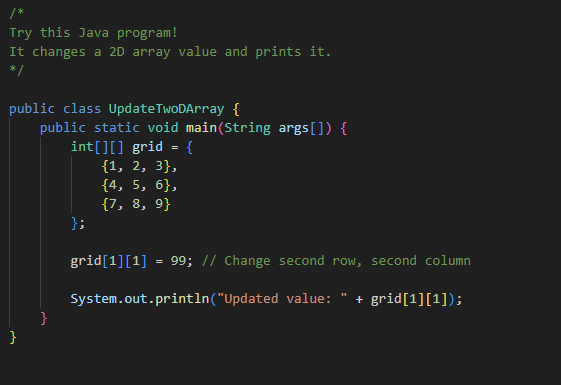 /*
Try this Java program!
It changes a 2D array value and prints it.
*/
public class UpdateTwoDArray {
    public static void main(String args[]) {
        int[][] grid = {
            {1, 2, 3},
            {4, 5, 6},
            {7, 8, 9}
        };
        grid[1][1] = 99; // Change second row, second column
        System.out.println("Updated value: " + grid[1][1]);
    }
}